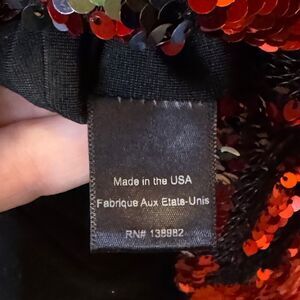 Made in the USA
Fabrique Aux Etats-Unis
RN# 138982